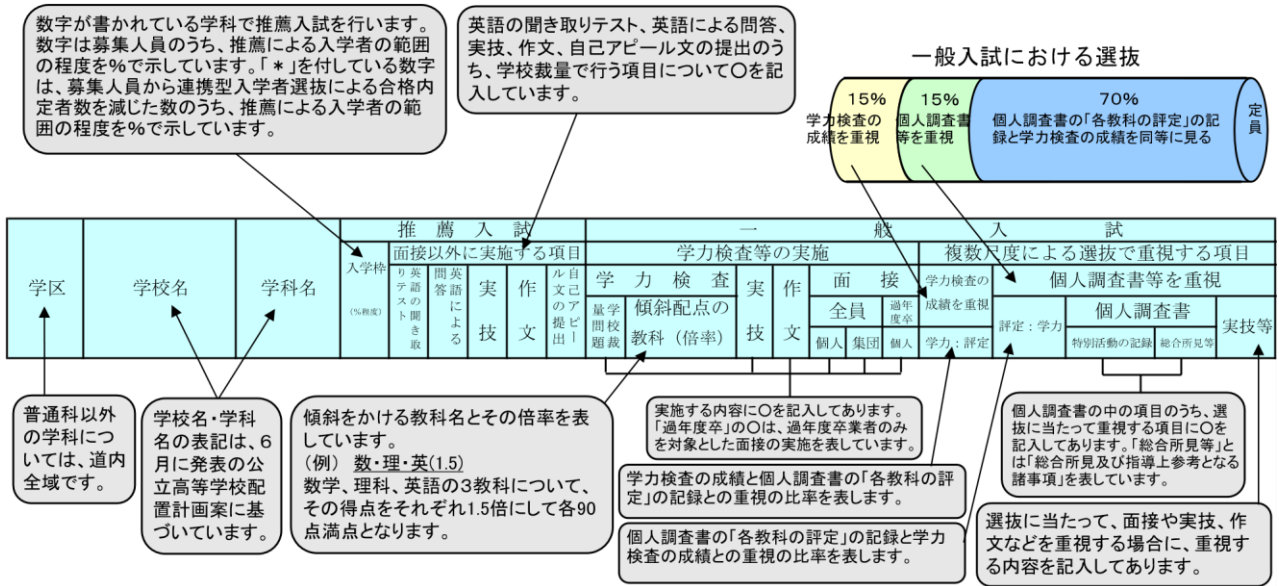 数字が書かれている学科で推薦入試を行います。
数字は募集人員のうち、推薦による入学者の範囲
の程度を%で示しています。「＊」を付している数字
は、募集人員から連携型入学者選抜による合格内
定者数を減じた数のうち、推薦による入学者の範
囲の程度を%で示しています。
英語の聞き取りテスト、英語による問答、
実技、作文、自己アピール文の提出のう
ち、学校裁量で行う項目について○を記
入しています。
一般入試における選抜
15%
学力検査の
成績を重視
15%
個人調査書
等を重視
70%
個人調査書の「各教科の評定」の記
録と学力検査の成績を同等に見る
定員
学区
学校名
学科名
推薦入試
入学枠
(%程度)
面接以外に実施する項目
英語の聞き取
りテスト
英語による
問答
実技
作文
自己アピー
ル文の提出
一般入試
学力検査等の実施
学力検査
学校裁
量問題
傾斜配点の
教科（倍率）
実技
作文
面接
全員
過年
度卒
個人
集団
個人
複数尺度による選抜で重視する項目
学力検査の
成績を重視
学力：評定
個人調査書等を重視
評定：学力
個人調査書
特別活動の記録
総合所見等
実技等
普通科以外
の学科につ
いては、道内
全域です。
学校名・学科
名の表記は、６
月に発表の公
立高等学校配
置計画案に基
づいています。
傾斜をかける教科名とその倍率を表
しています。
（例） 数・理・英(1.5)
数学、理科、英語の３教科について、
その得点をそれぞれ1.5倍にして各90
点満点となります。
実施する内容に○を記入してあります。
「過年度卒」の○は、過年度卒業者のみ
を対象とした面接の実施を表しています。
学力検査の成績と個人調査書の「各教科の評
定」の記録との重視の比率を表します。
個人調査書の「各教科の評定」の記録と学力
検査の成績との重視の比率を表します。
個人調査書の中の項目のうち、選
抜に当たって重視する項目に○を
記入してあります。「総合所見等」と
は「総合所見及び指導上参考となる
諸事項」を表しています。
選抜に当たって、面接や実技、作
文などを重視する場合に、重視す
る内容を記入してあります。